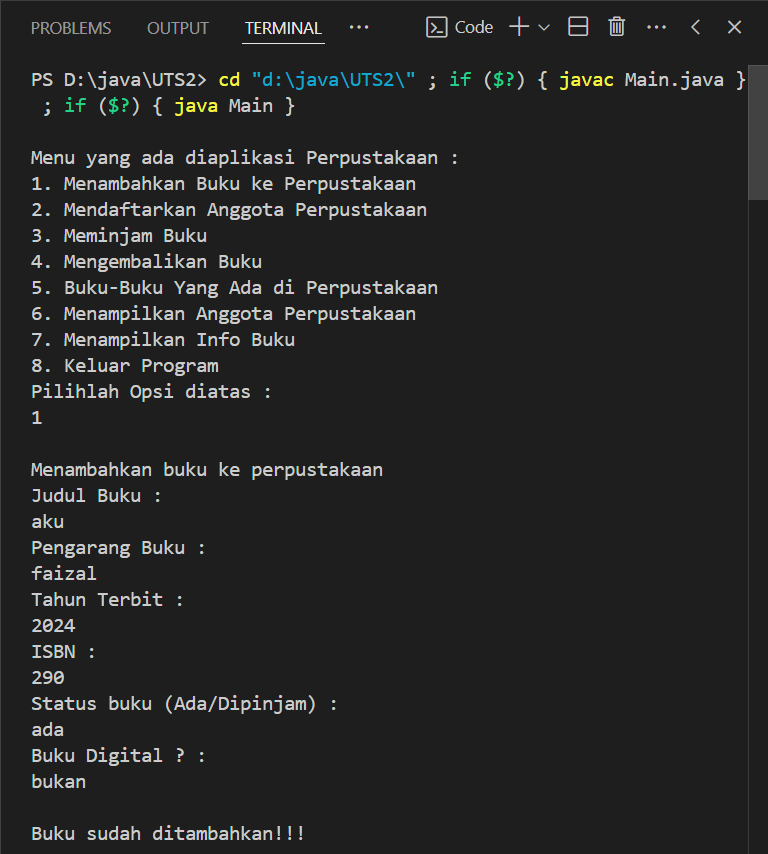 PROBLEMS OUTPUT TERMINAL ··· Code ···
PS D:\java\UTS2> cd "d:\java\UTS2\" ; if ($?) { javac Main.java }
; if ($?) { java Main }
Menu yang ada diaplikasi Perpustakaan :
1. Menambahkan Buku ke Perpustakaan
2. Mendaftarkan Anggota Perpustakaan
3. Meminjam Buku
4. Mengembalikan Buku
5. Buku-Buku Yang Ada di Perpustakaan
6. Menampilkan Anggota Perpustakaan
7. Menampilkan Info Buku
8. Keluar Program
Pilihlah Opsi diatas :
1
Menambahkan buku ke perpustakaan
Judul Buku :
aku
Pengarang Buku :
faizal
Tahun Terbit :
2024
ISBN :
290
Status buku (Ada/Dipinjam) :
ada
Buku Digital ? :
bukan
Buku sudah ditambahkan!!!